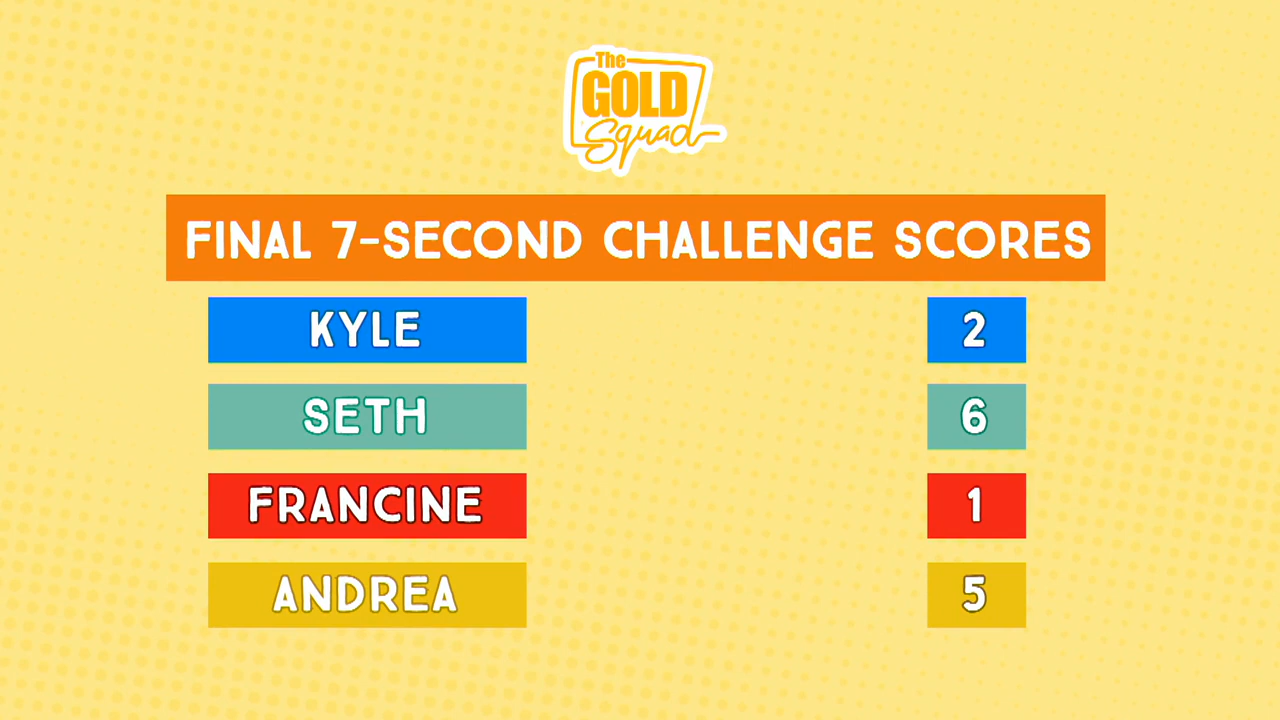 The
GOLD
Squad
FINAL 7-SECOND CHALLENGE SCORES
KYLE 2
SETH 6
FRANCINE 1
ANDREA 5